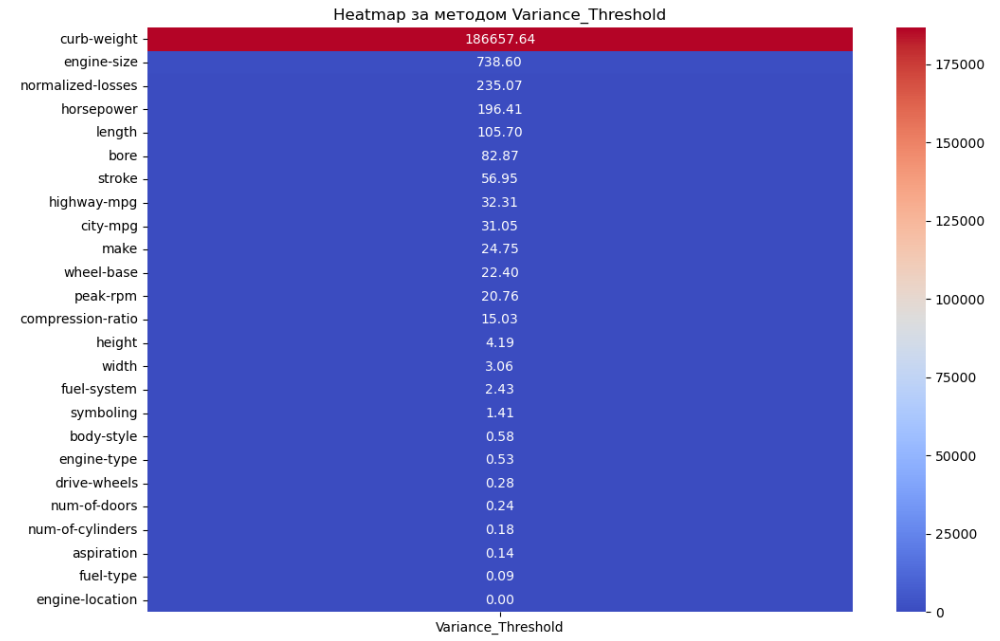 Heatmap за методом Variance_Threshold
curb-weight 186657.64
engine-size 738.60
normalized-losses 235.07
horsepower 196.41
length 105.70
bore 82.87
stroke 56.95
highway-mpg 32.31
city-mpg 31.05
make 24.75
wheel-base 22.40
peak-rpm 20.76
compression-ratio 15.03
height 4.19
width 3.06
fuel-system 2.43
symboling 1.41
body-style 0.58
engine-type 0.53
drive-wheels 0.28
num-of-doors 0.24
num-of-cylinders 0.18
aspiration 0.14
fuel-type 0.09
engine-location 0.00
Variance_Threshold
175000
150000
125000
100000
75000
50000
25000
0